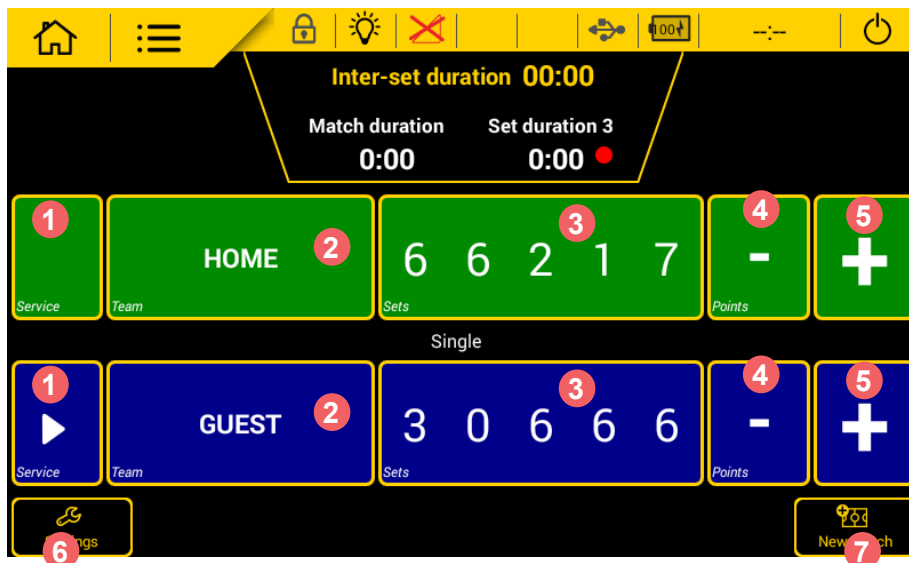 100 --:--
Inter-set duration 00:00
Match duration Set duration 3
0:00 0:00
1 2 3 4 5
HOME 6 6 2 1 7 - +
Service Team Sets Points
Single
1 2 3 4 5
GUEST 3 0 6 6 6 - +
Service Team Sets Points
6 7